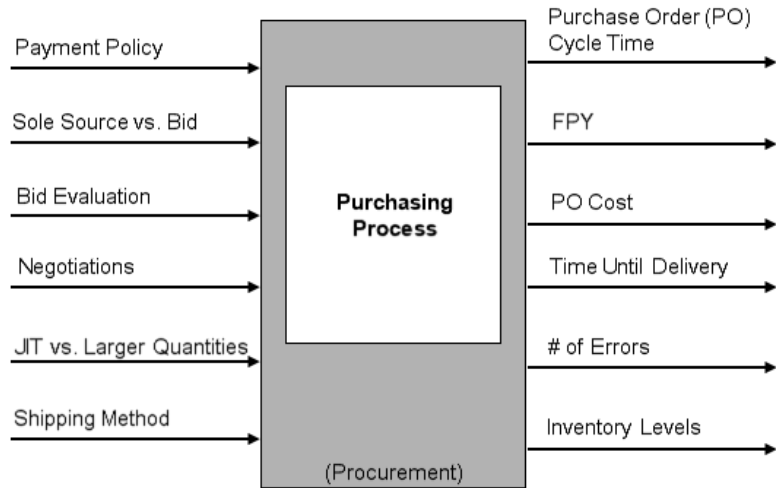 Payment Policy
Sole Source vs. Bid
Bid Evaluation
Negotiations
JIT vs. Larger Quantities
Shipping Method
Purchasing
Process
(Procurement)
Purchase Order (PO)
Cycle Time
FPY
PO Cost
Time Until Delivery
# of Errors
Inventory Levels